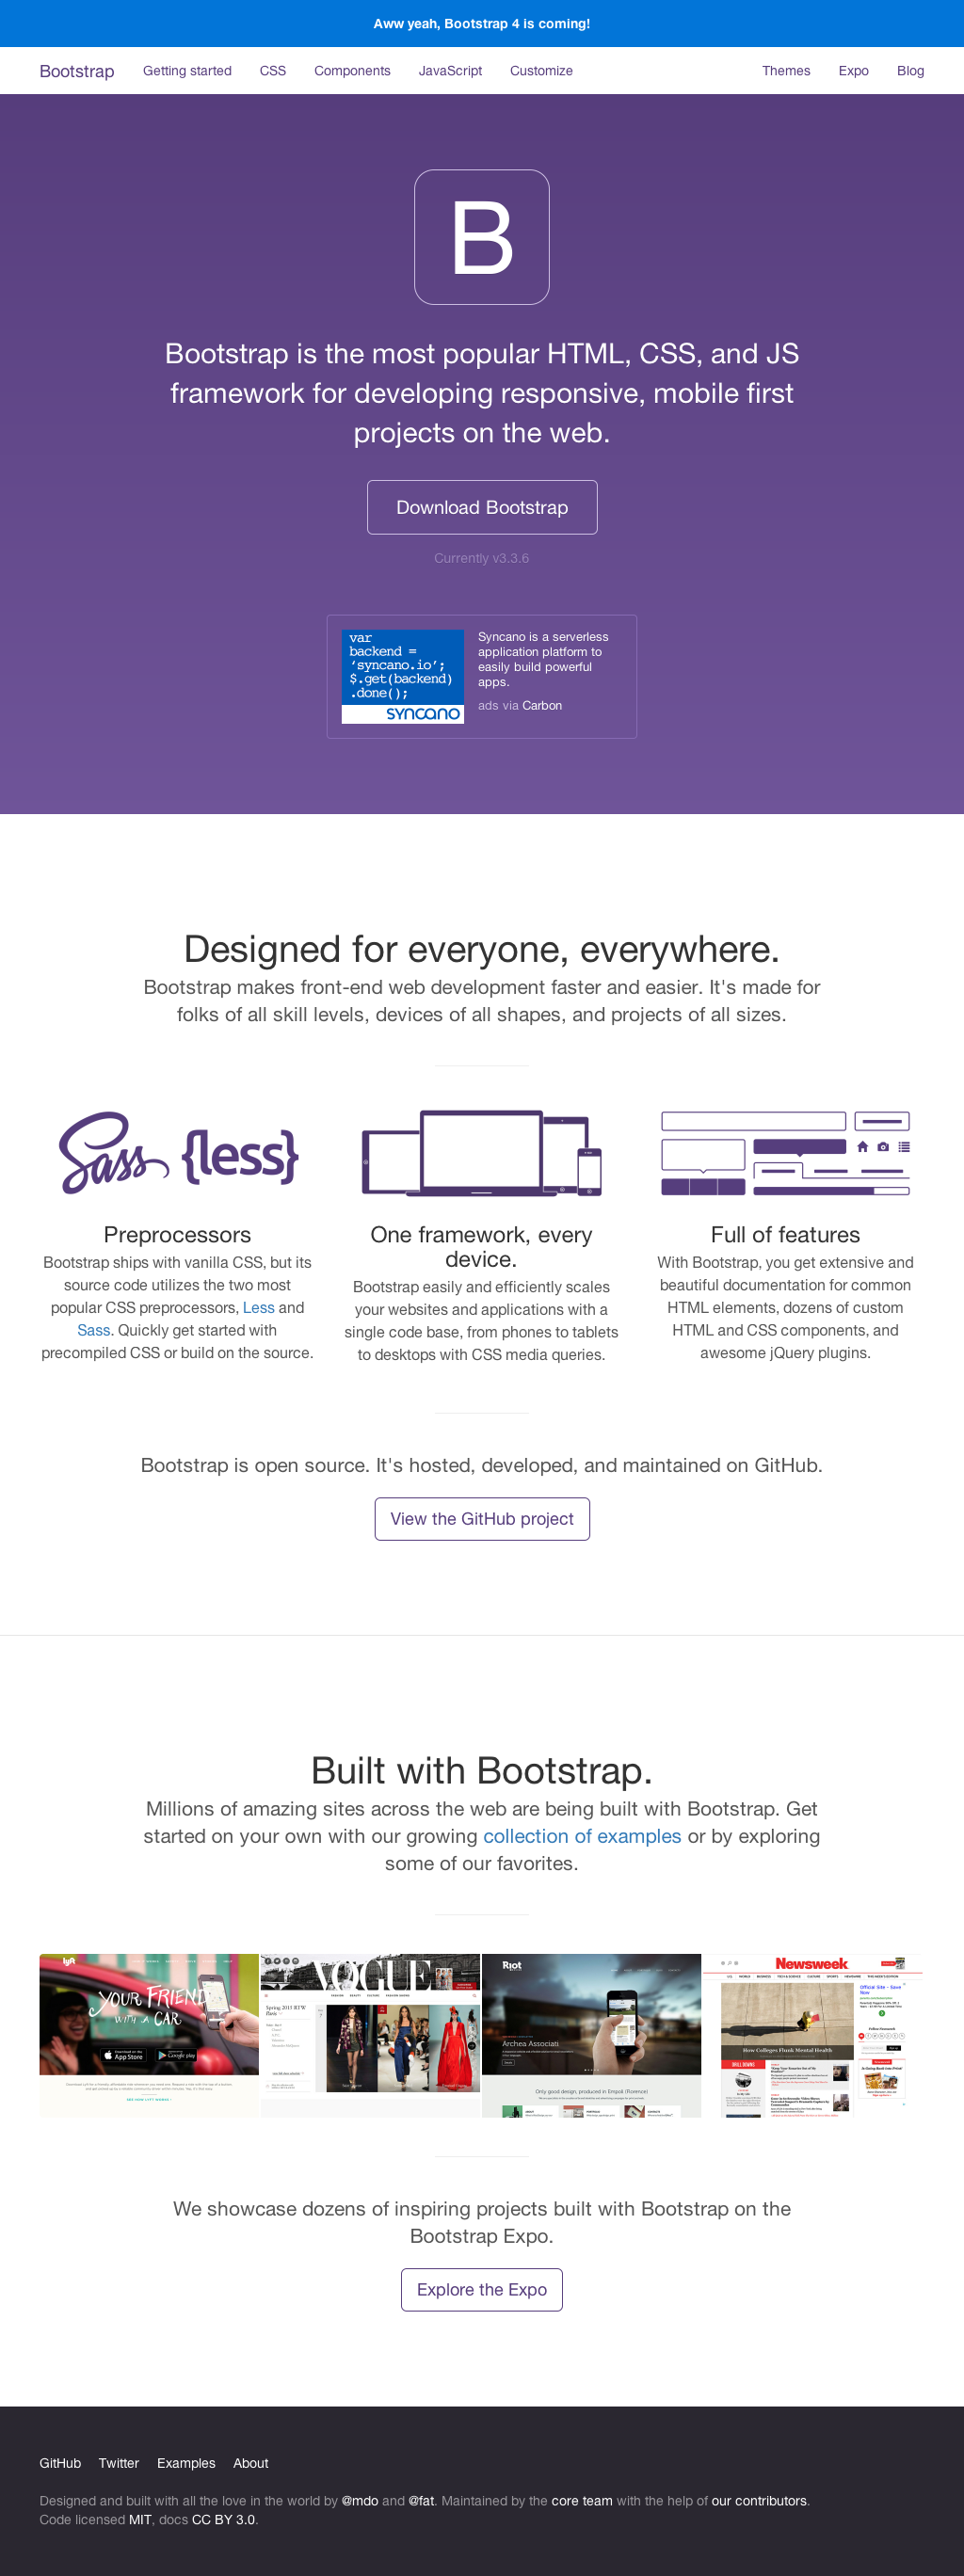 Aww yeah, Bootstrap 4 is coming!
Bootstrap Getting started CSS Components JavaScript Customize Themes Expo Blog
B
Bootstrap is the most popular HTML, CSS, and JS
framework for developing responsive, mobile first
projects on the web.
Download Bootstrap
Currently v3.3.6
var
backend =
‘syncano.io’;
$.get(backend)
.done();
syncano
Syncano is a serverless
application platform to
easily build powerful
apps.
ads via Carbon
Designed for everyone, everywhere.
Bootstrap makes front-end web development faster and easier. It's made for
folks of all skill levels, devices of all shapes, and projects of all sizes.
Sass {less}
Preprocessors
Bootstrap ships with vanilla CSS, but its
source code utilizes the two most
popular CSS preprocessors, Less and
Sass. Quickly get started with
precompiled CSS or build on the source.
One framework, every
device.
Bootstrap easily and efficiently scales
your websites and applications with a
single code base, from phones to tablets
to desktops with CSS media queries.
Full of features
With Bootstrap, you get extensive and
beautiful documentation for common
HTML elements, dozens of custom
HTML and CSS components, and
awesome jQuery plugins.
Bootstrap is open source. It's hosted, developed, and maintained on GitHub.
View the GitHub project
Built with Bootstrap.
Millions of amazing sites across the web are being built with Bootstrap. Get
started on your own with our growing collection of examples or by exploring
some of our favorites.
lyft
YOUR FRIEND
WITH A CAR
App Store
Google play
VOGUE
Spring 2015 RTW
Riot
Archea Associati
Only good design, produced in Empoli (Florence)
Newsweek
How Colleges Flunk Mental Health
We showcase dozens of inspiring projects built with Bootstrap on the
Bootstrap Expo.
Explore the Expo
GitHub Twitter Examples About
Designed and built with all the love in the world by @mdo and @fat. Maintained by the core team with the help of our contributors.
Code licensed MIT, docs CC BY 3.0.